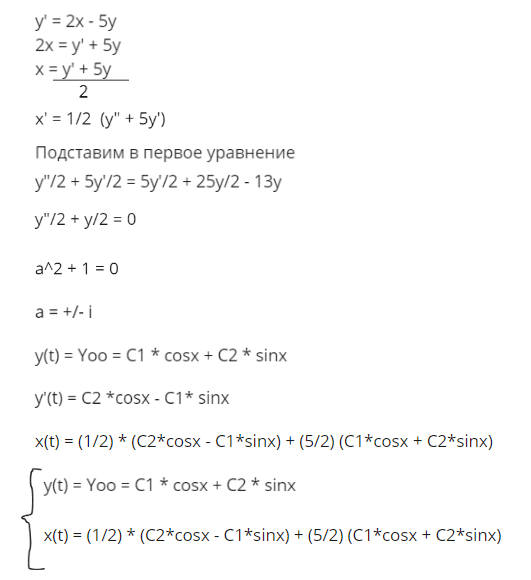 y' = 2x - 5y
2x = y' + 5y
x = y' + 5y
2
x' = 1/2 (y" + 5y')
Подставим в первое уравнение
y"/2 + 5y'/2 = 5y'/2 + 25y/2 - 13y
y"/2 + y/2 = 0
a^2 + 1 = 0
a = +/- i
y(t) = Yoo = C1 * cosx + C2 * sinx
y'(t) = C2 *cosx - C1* sinx
x(t) = (1/2) * (C2*cosx - C1*sinx) + (5/2) (C1*cosx + C2*sinx)
y(t) = Yoo = C1 * cosx + C2 * sinx
x(t) = (1/2) * (C2*cosx - C1*sinx) + (5/2) (C1*cosx + C2*sinx)